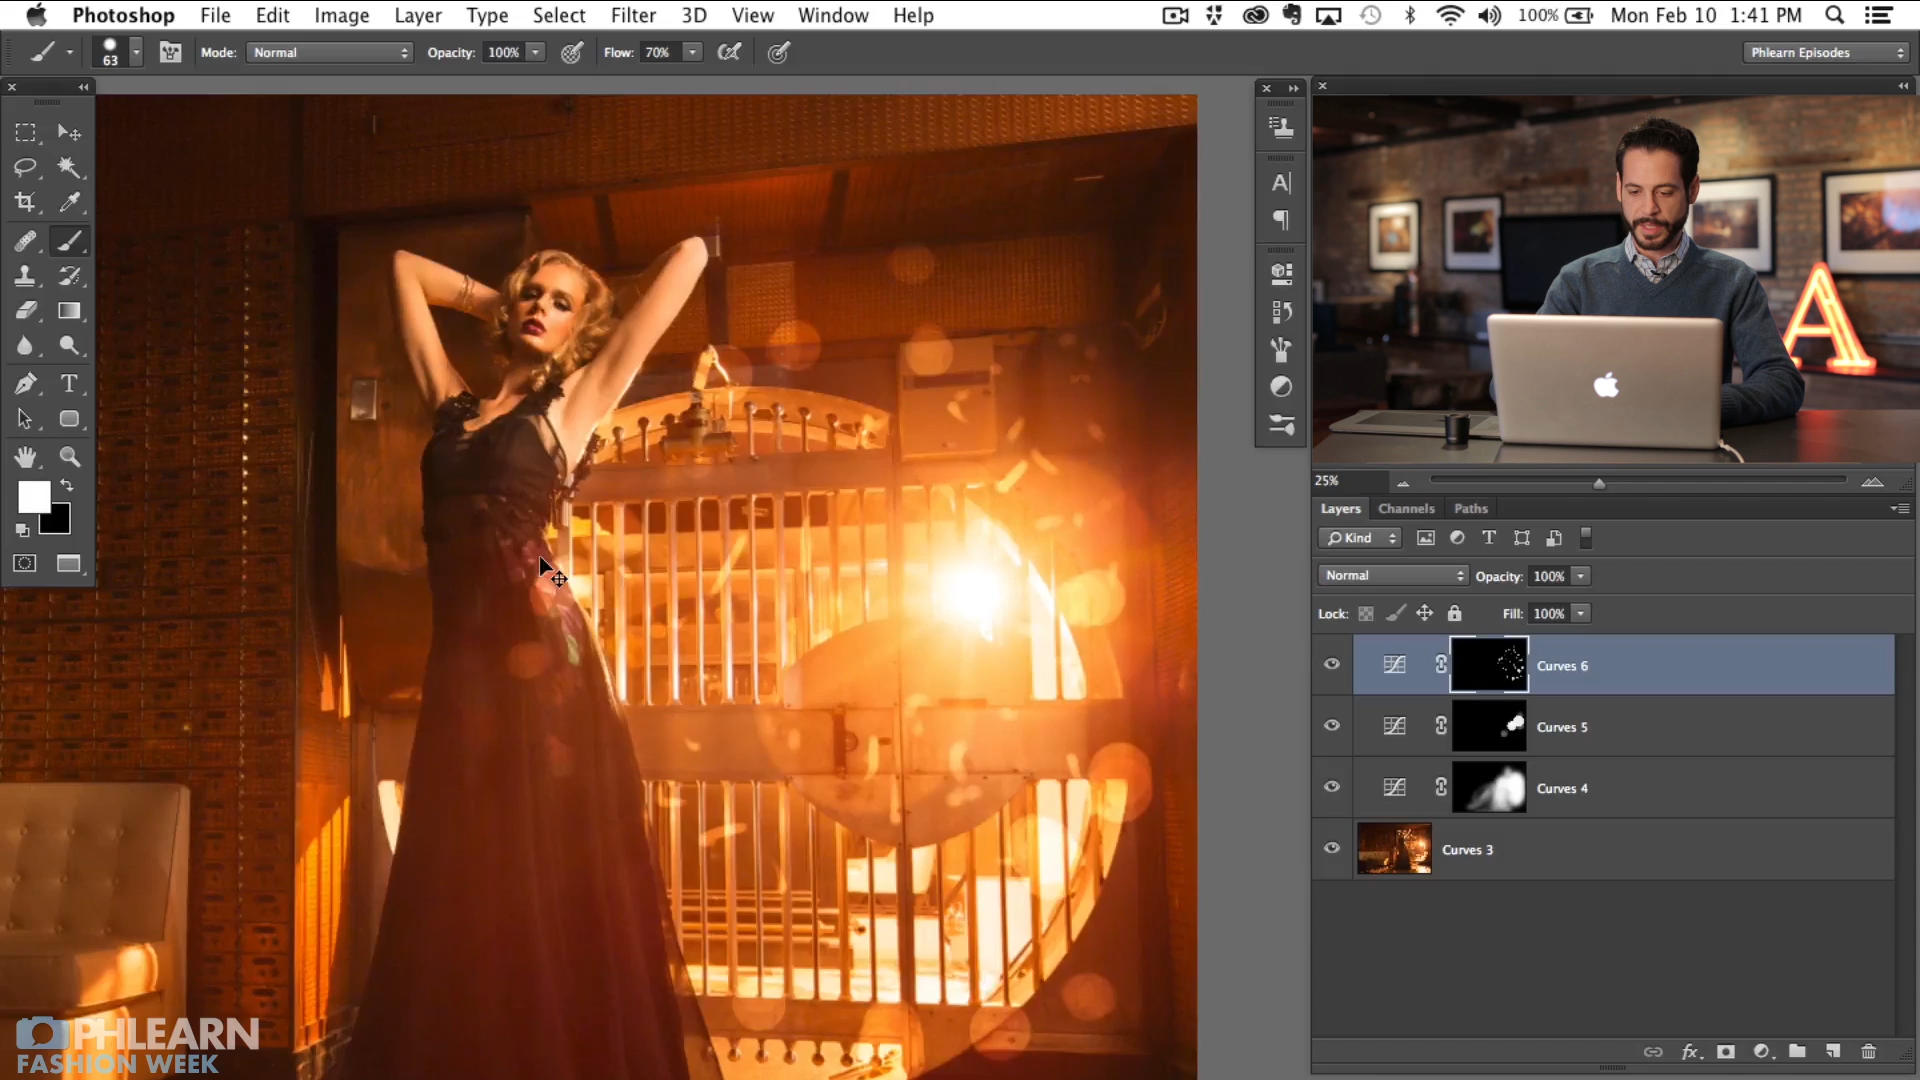 Photoshop File Edit Image Layer Type Select Filter 3D View Window Help 100% Mon Feb 10 1:41 PM
63 Mode: Normal Opacity: 100% Flow: 70% Phlearn Episodes
A
25%
Layers Channels Paths
Kind
Normal Opacity: 100%
Lock: Fill: 100%
Curves 6
Curves 5
Curves 4
Curves 3
fx
PHLEARN
FASHION WEEK